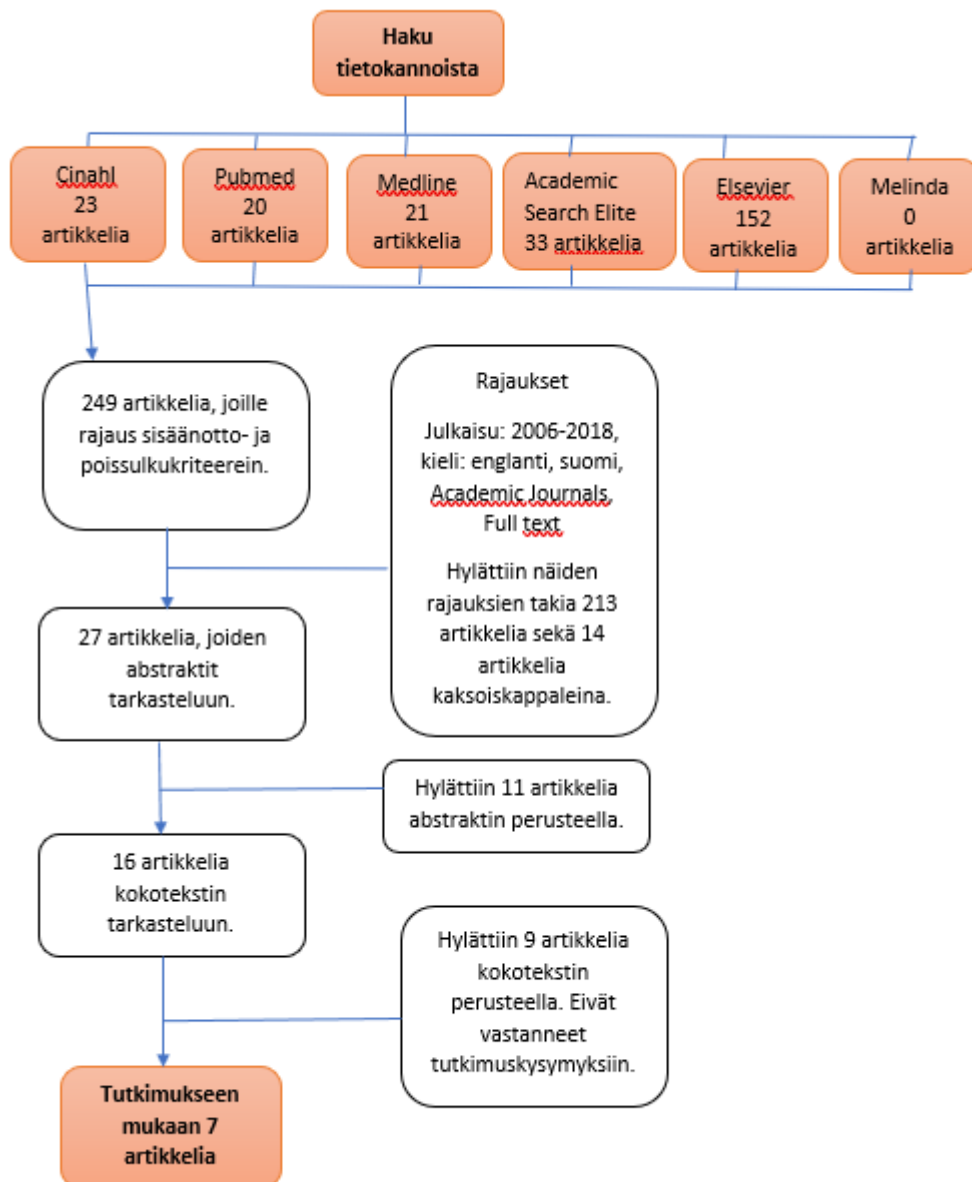 Haku
tietokannoista
Cinahl
23
artikkelia
Pubmed
20
artikkelia
Medline
21
artikkelia
Academic
Search Elite
33 artikkelia
Elsevier
152
artikkelia
Melinda
0
artikkelia
249 artikkelia, joille
rajaus sisäänotto- ja
poissulkukriteerein.
Rajaukset
Julkaisu: 2006-2018,
kieli: englanti, suomi,
Academic Journals,
Full text
Hylättiin näiden
rajauksien takia 213
artikkelia sekä 14
artikkelia
kaksoiskappaleina.
27 artikkelia, joiden
abstraktit
tarkasteluun.
Hylättiin 11 artikkelia
abstraktin perusteella.
16 artikkelia
kokotekstin
tarkasteluun.
Hylättiin 9 artikkelia
kokotekstin
perusteella. Eivät
vastanneet
tutkimuskysymyksiin.
Tutkimukseen
mukaan 7
artikkelia